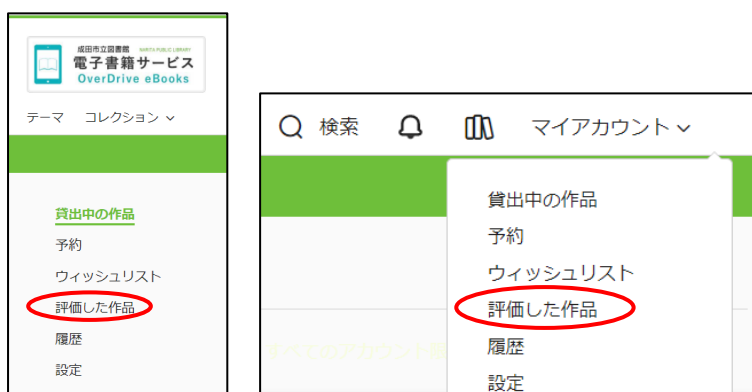 成田市立図書館 NARITA PUBLIC LIBRARY
電子書籍サービス
OverDrive eBooks
テーマ コレクション
貸出中の作品
予約
ウィッシュリスト
評価した作品
履歴
設定
検索 マイアカウント
貸出中の作品
予約
ウィッシュリスト
評価した作品
履歴
設定